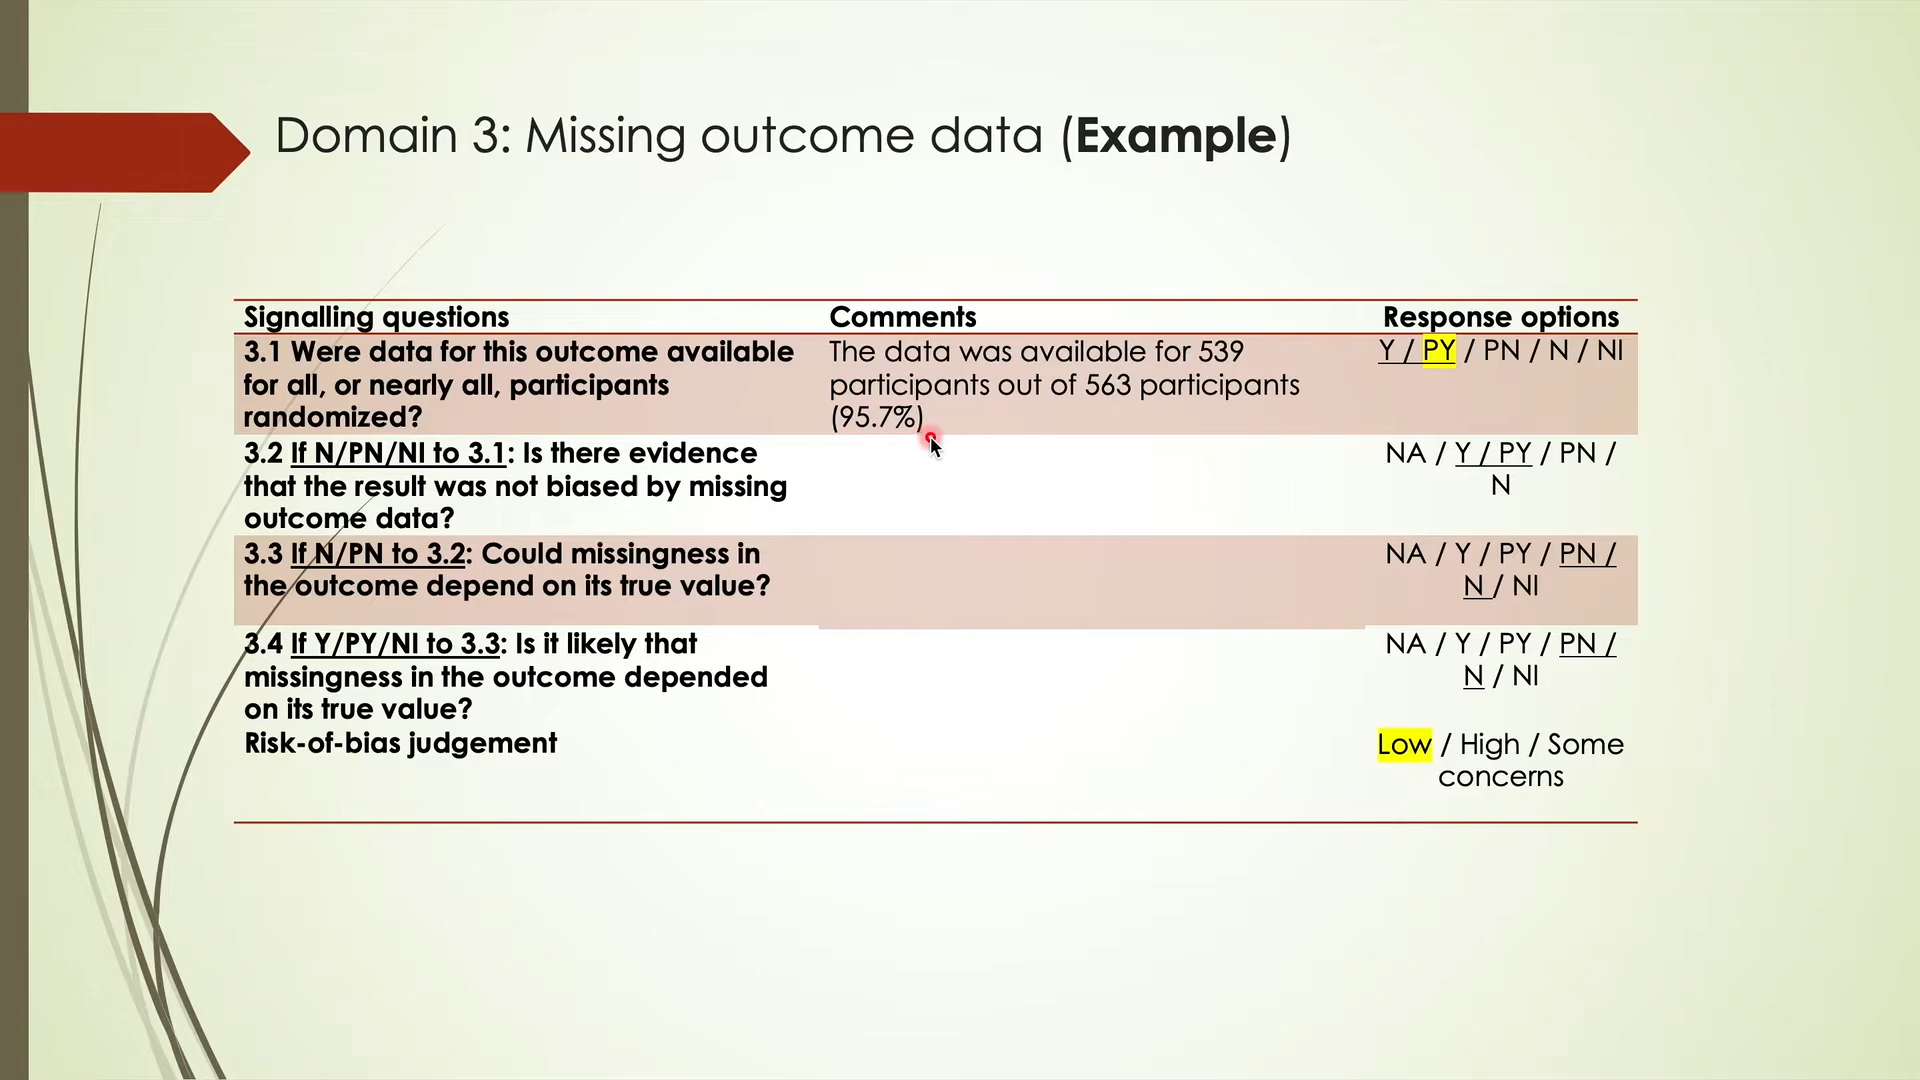 Domain 3: Missing outcome data (Example)
Signalling questions
Comments
Response options
3.1 Were data for this outcome available
for all, or nearly all, participants
randomized?
The data was available for 539
participants out of 563 participants
(95.7%)
Y / PY / PN / N / NI
3.2 If N/PN/NI to 3.1: Is there evidence
that the result was not biased by missing
outcome data?
NA / Y / PY / PN /
N
3.3 If N/PN to 3.2: Could missingness in
the outcome depend on its true value?
NA / Y / PY / PN /
N / NI
3.4 If Y/PY/NI to 3.3: Is it likely that
missingness in the outcome depended
on its true value?
NA / Y / PY / PN /
N / NI
Risk-of-bias judgement
Low / High / Some
concerns